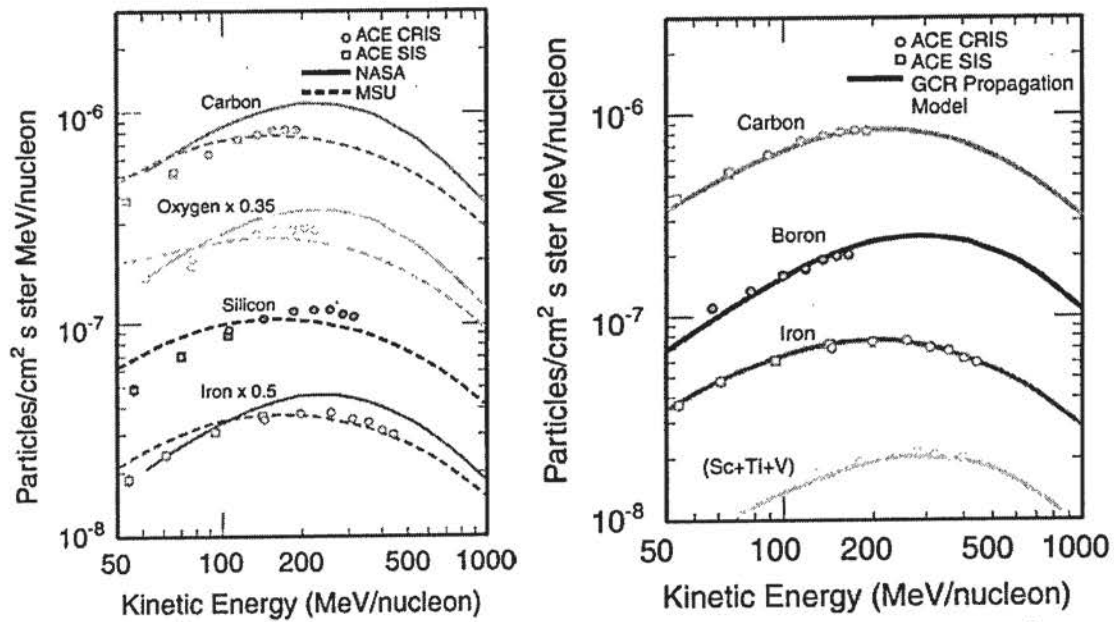 Particles/cm² s ster MeV/nucleon
10-6
10-7
10-8
ACE CRIS
ACE SIS
NASA
MSU
Carbon
Oxygen x 0.35
Silicon
Iron x 0.5
50 100 200 500 1000
Kinetic Energy (MeV/nucleon)
Particles/cm² s ster MeV/nucleon
10-6
10-7
10-8
ACE CRIS
ACE SIS
GCR Propagation
Model
Carbon
Boron
Iron
(Sc+Ti+V)
50 100 200 500 1000
Kinetic Energy (MeV/nucleon)